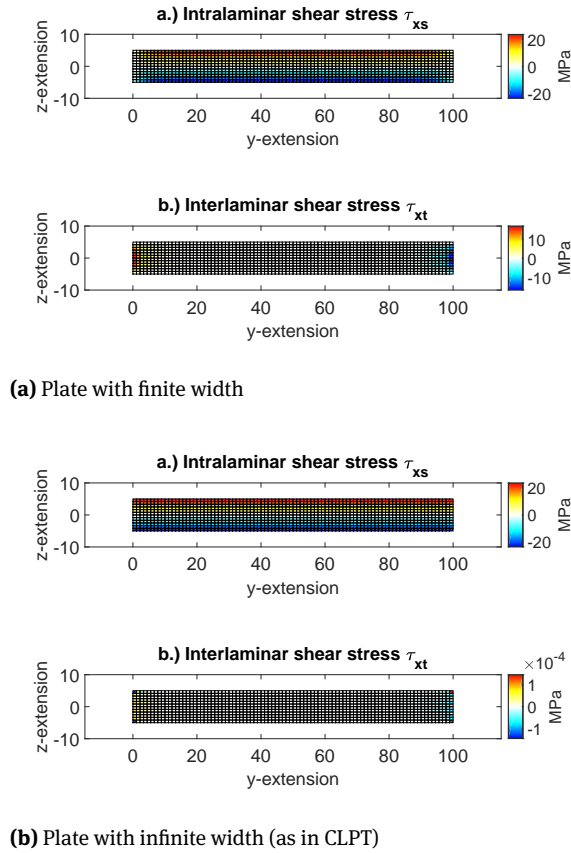 a.) Intralaminar shear stress τxs
10
0
-10
z-extension
0 20 40 60 80 100
y-extension
20
0
-20
MPa
b.) Interlaminar shear stress τxt
10
0
-10
z-extension
0 20 40 60 80 100
y-extension
10
0
-10
MPa
(a) Plate with finite width
a.) Intralaminar shear stress τxs
10
0
-10
z-extension
0 20 40 60 80 100
y-extension
20
0
-20
MPa
b.) Interlaminar shear stress τxt
×10-4
10
0
-10
z-extension
0 20 40 60 80 100
y-extension
1
0
-1
MPa
(b) Plate with infinite width (as in CLPT)